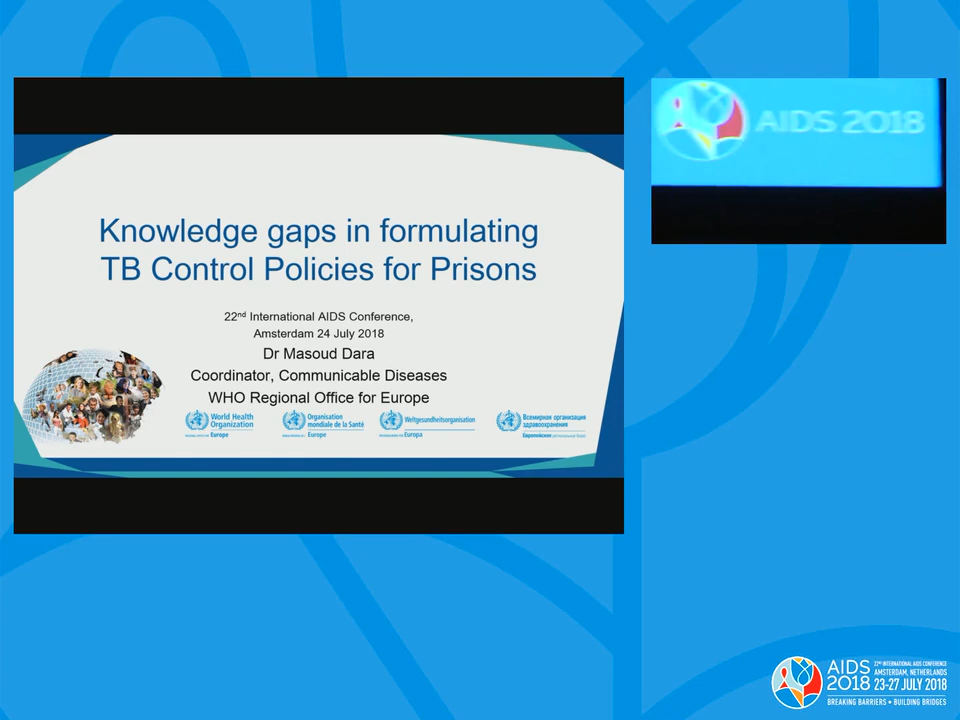 Knowledge gaps in formulating
TB Control Policies for Prisons
22nd International AIDS Conference,
Amsterdam 24 July 2018
Dr Masoud Dara
Coordinator, Communicable Diseases
WHO Regional Office for Europe
World Health
Organization
Europe
Organisation
mondiale de la Santé
Europe
Weltgesundheitsorganisation
Europa
Всемирная организация
здравоохранения
Европейское региональное бюро
AIDS 2018
AIDS
2018
22ND INTERNATIONAL AIDS CONFERENCE
AMSTERDAM, NETHERLANDS
23-27 JULY 2018
BREAKING BARRIERS • BUILDING BRIDGES